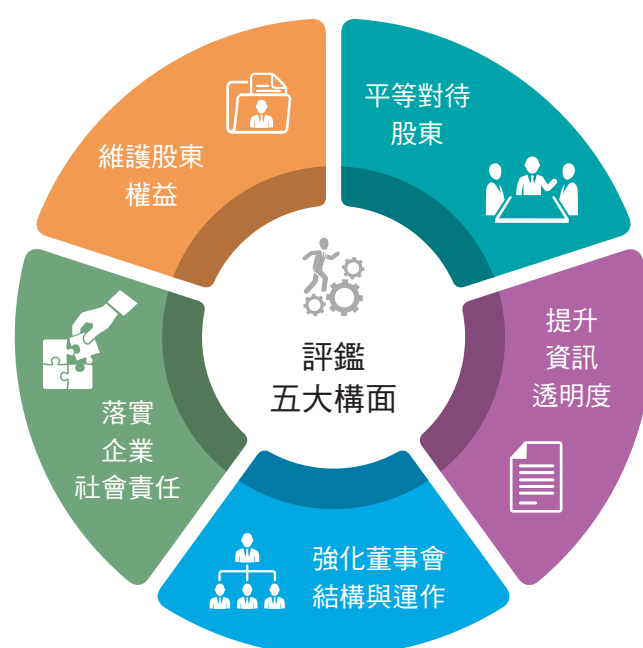 平等對待
股東
維護股東
權益
提升
資訊
透明度
評鑑
五大構面
落實
企業
社會責任
強化董事會
結構與運作